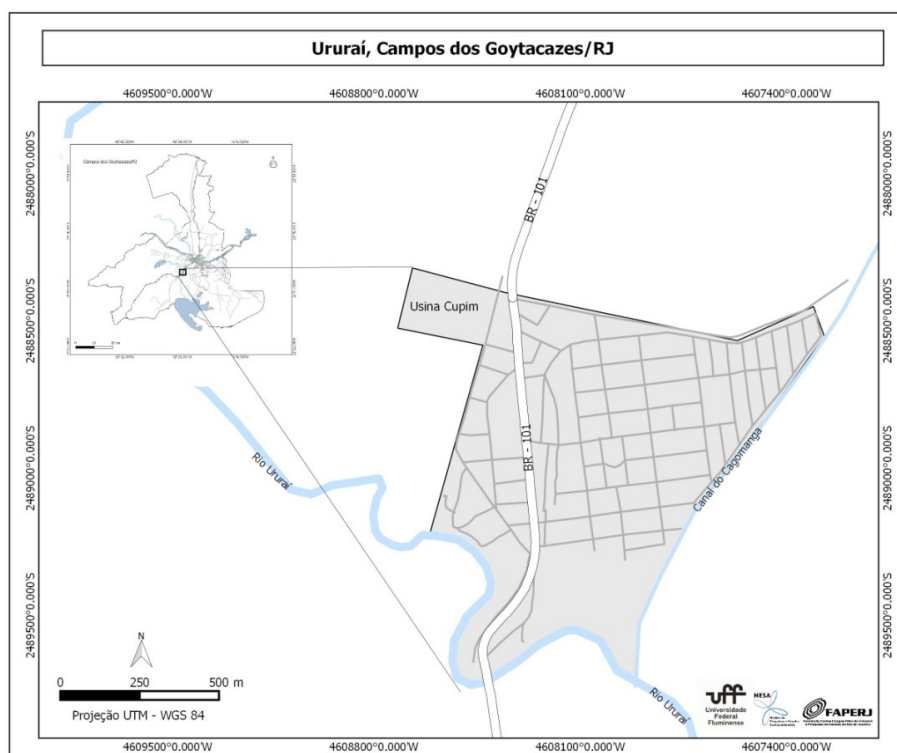 Ururaí, Campos dos Goytacazes/RJ
4609500°0.000'W 4608800°0.000'W 4608100°0.000'W 4607400°0.000'W
2488000°0.000'S
2488500°0.000'S
2489000°0.000'S
2489500°0.000'S
2488000°0.000'S
2488500°0.000'S
2489000°0.000'S
2489500°0.000'S
Campos dos Goytacazes/RJ
BR - 101
Usina Cupim
BR - 101
Rio Ururaí
Canal do Cagomanga
Rio Ururaí
N
0 250 500 m
Projeção UTM - WGS 84
uff
Universidade
Federal
Fluminense
NESA
FAPERJ
4609500°0.000'W 4608800°0.000'W 4608100°0.000'W 4607400°0.000'W